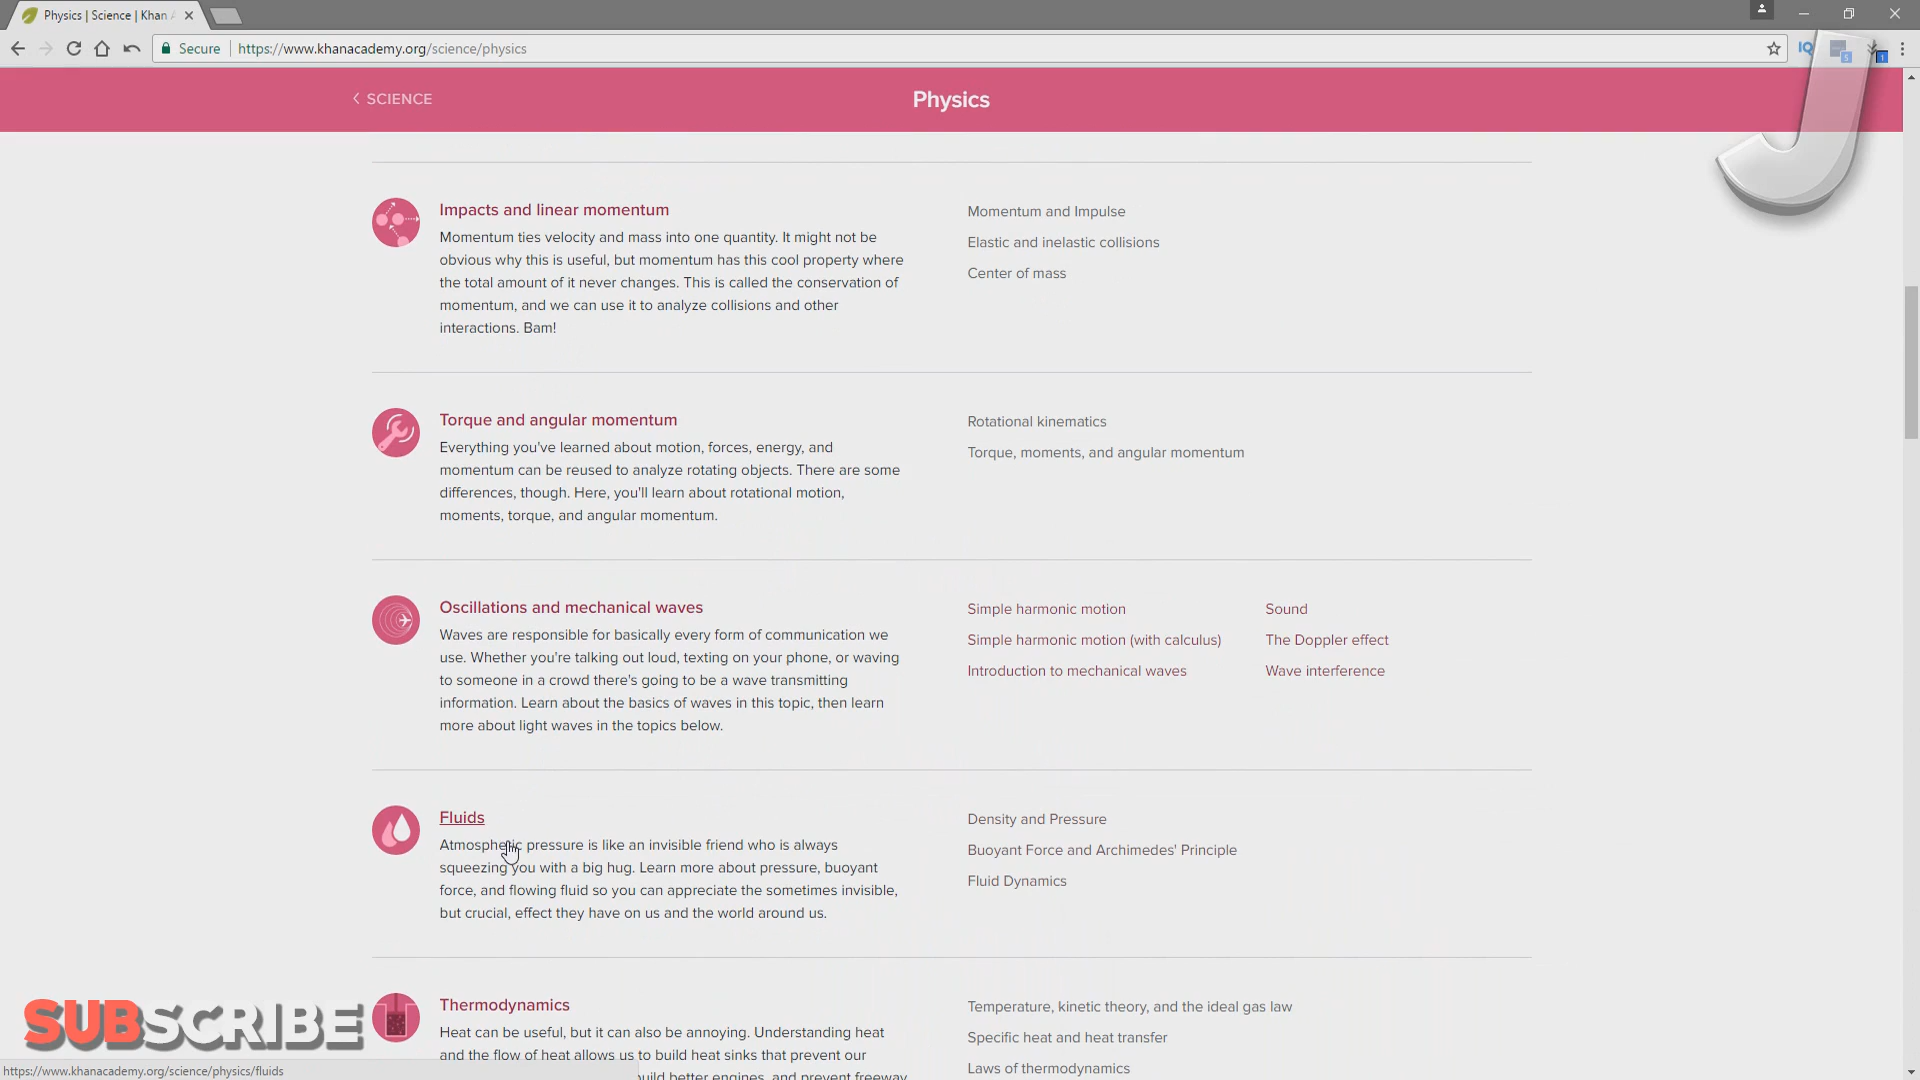 Physics | Science | Khan A
Secure
https://www.khanacademy.org/science/physics
IQ
5
1
SCIENCE
Physics
J
Impacts and linear momentum
Momentum ties velocity and mass into one quantity. It might not be
obvious why this is useful, but momentum has this cool property where
the total amount of it never changes. This is called the conservation of
momentum, and we can use it to analyze collisions and other
interactions. Bam!
Momentum and Impulse
Elastic and inelastic collisions
Center of mass
Torque and angular momentum
Everything you've learned about motion, forces, energy, and
momentum can be reused to analyze rotating objects. There are some
differences, though. Here, you'll learn about rotational motion,
moments, torque, and angular momentum.
Rotational kinematics
Torque, moments, and angular momentum
Oscillations and mechanical waves
Waves are responsible for basically every form of communication we
use. Whether you're talking out loud, texting on your phone, or waving
to someone in a crowd there's going to be a wave transmitting
information. Learn about the basics of waves in this topic, then learn
more about light waves in the topics below.
Simple harmonic motion
Simple harmonic motion (with calculus)
Introduction to mechanical waves
Sound
The Doppler effect
Wave interference
Fluids
Atmospheric pressure is like an invisible friend who is always
squeezing you with a big hug. Learn more about pressure, buoyant
force, and flowing fluid so you can appreciate the sometimes invisible,
but crucial, effect they have on us and the world around us.
Density and Pressure
Buoyant Force and Archimedes' Principle
Fluid Dynamics
Thermodynamics
Heat can be useful, but it can also be annoying. Understanding heat
and the flow of heat allows us to build heat sinks that prevent our
build better engines, and prevent freeway
Temperature, kinetic theory, and the ideal gas law
Specific heat and heat transfer
Laws of thermodynamics
SUBSCRIBE
https://www.khanacademy.org/science/physics/fluids